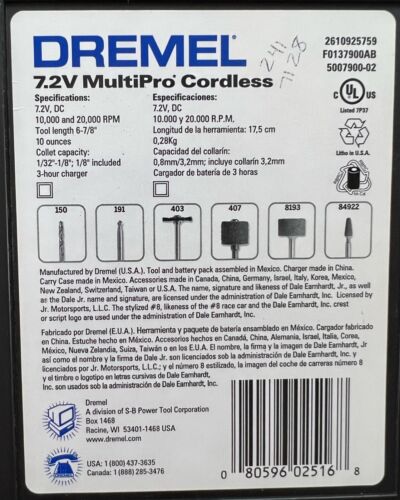 DREMEL®
241
7128
2610925759
F0137900AB
5007900-02
7.2V MultiPro® Cordless
Specifications:
7.2V, DC
10,000 and 20,000 RPM
Tool length 6-7/8"
10 ounces
Collet capacity:
1/32"-1/8"; 1/8" included
3-hour charger
Especificaciones:
7.2V, DC
10.000 y 20.000 R.P.M.
Longitud de la herramienta: 17,5 cm
0,28Kg
Capacidad del collarín:
0,8mm/3,2mm; incluye collarín 3,2mm
Cargador de batería de 3 horas
C UL US
Listed 7P37
Litho in U.S.A.
150
191
403
407
8193
84922
Manufactured by Dremel (U.S.A.). Tool and battery pack assembled in Mexico. Charger made in China.
Carry Case made in Mexico. Accessories made in Canada, China, Germany, Israel, Italy, Korea, Mexico,
New Zealand, Switzerland, Taiwan or U.S.A. The name, signature and likeness of Dale Earnhardt, Jr., as well
as the Dale Jr. name and signature, are licensed under the administration of Dale Earnhardt, Inc. and
Jr. Motorsports, L.L.C. The stylized #8, likeness of the #8 race car and the Dale Earnhardt, Inc. crest
or script logo are used under the administration of Dale Earnhardt, Inc.
Fabricado por Dremel (E.U.A.). Herramienta y paquete de batería ensamblado en México. Cargador fabricado
en China. Estuche hecho en México. Accesorios hechos en Canadá, China, Alemania, Israel, Italia, Korea,
México, Nueva Zelandia, Suiza, Taiwan o en los E.U.A. El nombre, la firma y la imagen de Dale Earnhardt, Jr
así como el nombre y la firma de Dale Jr. son licenciados sob la administración del Dale Earnhardt, Inc. y
licenciados por Jr. Motorsports, L.L.C.; y el número 8 estilizado, la imagen del coche de carreras número 8
y el timbre o logotipo en letras cursivas de Dale Earnhardt, Inc. son usados sob la administración del
Dale Earnhardt, Inc.
Dremel
A division of S-B Power Tool Corporation
Box 1468
Racine, WI 53401-1468 USA
www.dremel.com
USA: 1 (800) 437-3635
Canada: 1 (888) 285-3476
0 80596 02516 8